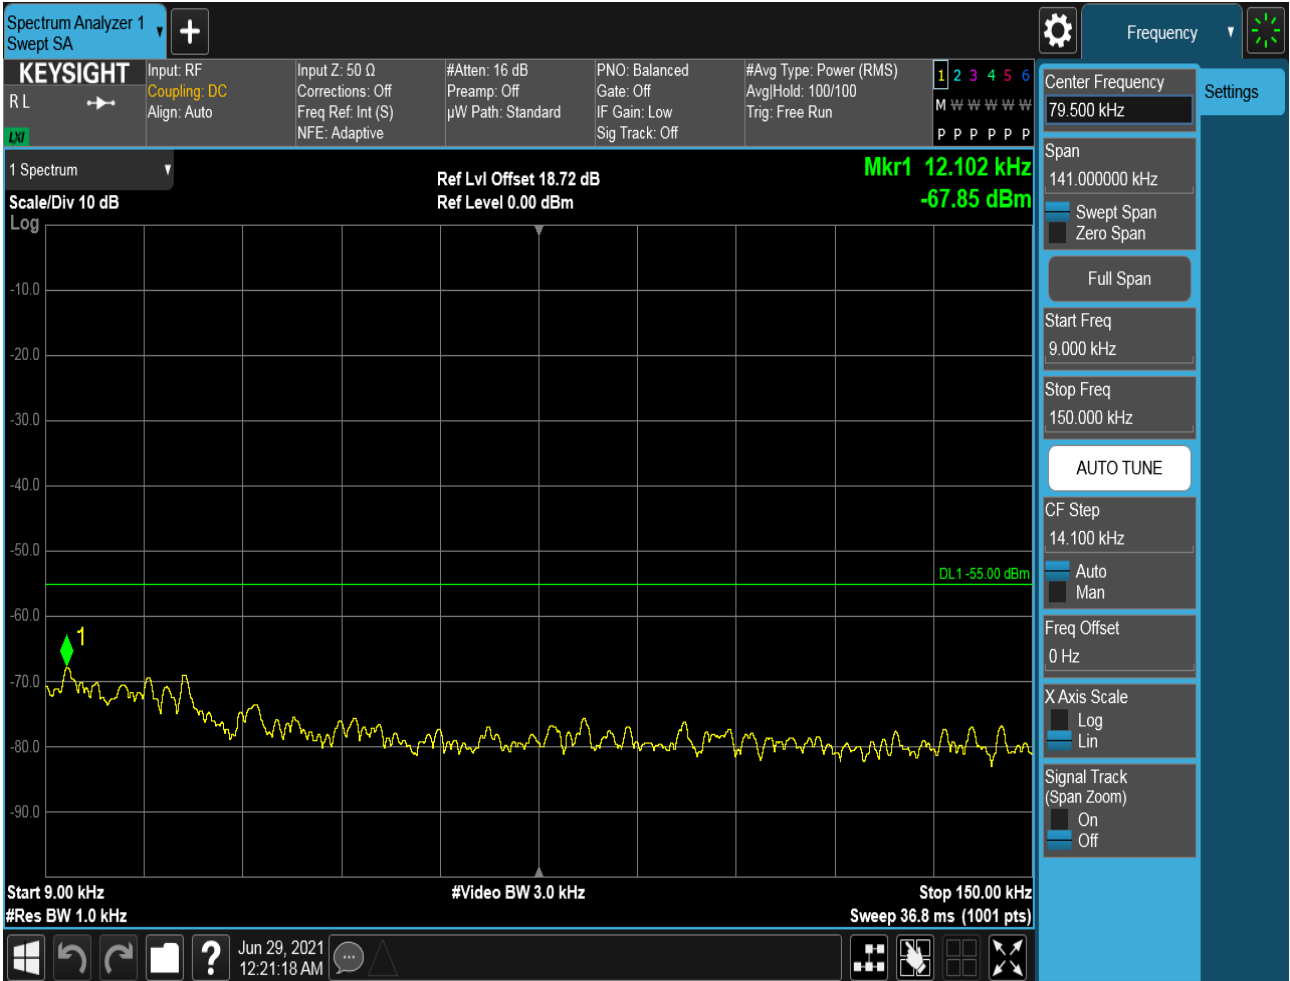 Spectrum Analyzer 1
Swept SA
+
Frequency
KEYSIGHT
R L
LXI
Input: RF
Coupling: DC
Align: Auto
Input Z: 50 Ω
Corrections: Off
Freq Ref: Int (S)
NFE: Adaptive
#Atten: 16 dB
Preamp: Off
µW Path: Standard
PNO: Balanced
Gate: Off
IF Gain: Low
Sig Track: Off
#Avg Type: Power (RMS)
Avg|Hold: 100/100
Trig: Free Run
1 2 3 4 5 6
M W W W W W
P P P P P P
1 Spectrum
Scale/Div 10 dB
Log
Ref Lvl Offset 18.72 dB
Ref Level 0.00 dBm
Mkr1 12.102 kHz
-67.85 dBm
-10.0
-20.0
-30.0
-40.0
-50.0
DL1 -55.00 dBm
-60.0
1
-70.0
-80.0
-90.0
Start 9.00 kHz
#Res BW 1.0 kHz
#Video BW 3.0 kHz
Stop 150.00 kHz
Sweep 36.8 ms (1001 pts)
Center Frequency
79.500 kHz
Settings
Span
141.000000 kHz
Swept Span
Zero Span
Full Span
Start Freq
9.000 kHz
Stop Freq
150.000 kHz
AUTO TUNE
CF Step
14.100 kHz
Auto
Man
Freq Offset
0 Hz
X Axis Scale
Log
Lin
Signal Track
(Span Zoom)
On
Off
?
Jun 29, 2021
12:21:18 AM